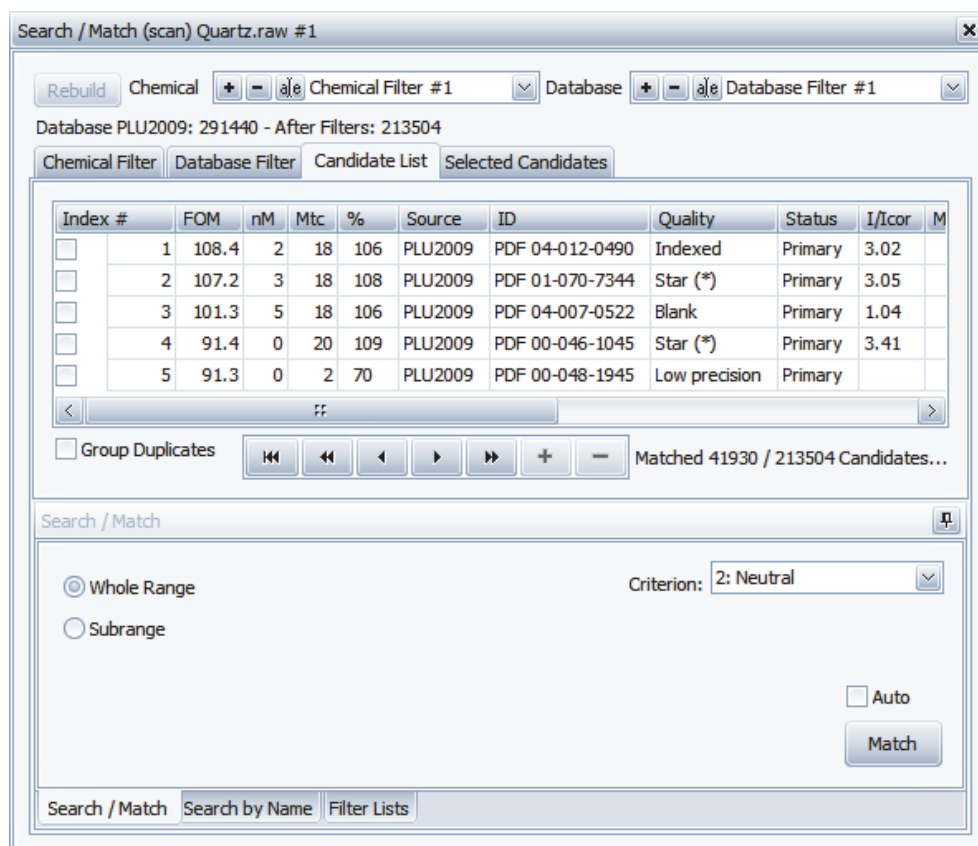 Search / Match (scan) Quartz.raw #1
Rebuild Chemical + − a|e Chemical Filter #1 Database + − a|e Database Filter #1
Database PLU2009: 291440 - After Filters: 213504
Chemical Filter Database Filter Candidate List Selected Candidates
Index # FOM nM Mtc % Source ID Quality Status I/Icor M
1 108.4 2 18 106 PLU2009 PDF 04-012-0490 Indexed Primary 3.02
2 107.2 3 18 108 PLU2009 PDF 01-070-7344 Star (*) Primary 3.05
3 101.3 5 18 106 PLU2009 PDF 04-007-0522 Blank Primary 1.04
4 91.4 0 20 109 PLU2009 PDF 00-046-1045 Star (*) Primary 3.41
5 91.3 0 2 70 PLU2009 PDF 00-048-1945 Low precision Primary
Group Duplicates + − Matched 41930 / 213504 Candidates...
Search / Match
Whole Range Criterion: 2: Neutral
Subrange
Auto
Match
Search / Match Search by Name Filter Lists